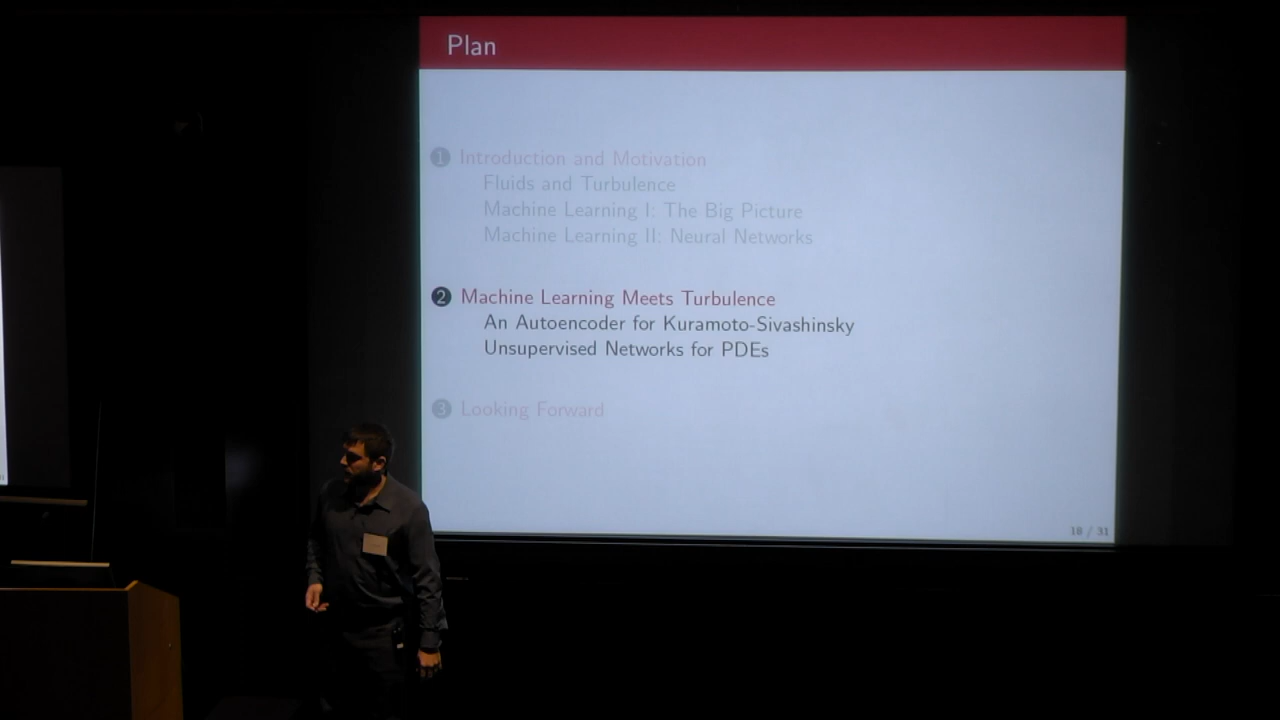 Plan
1 Introduction and Motivation
Fluids and Turbulence
Machine Learning I: The Big Picture
Machine Learning II: Neural Networks
2 Machine Learning Meets Turbulence
An Autoencoder for Kuramoto-Sivashinsky
Unsupervised Networks for PDEs
3 Looking Forward
18 / 31